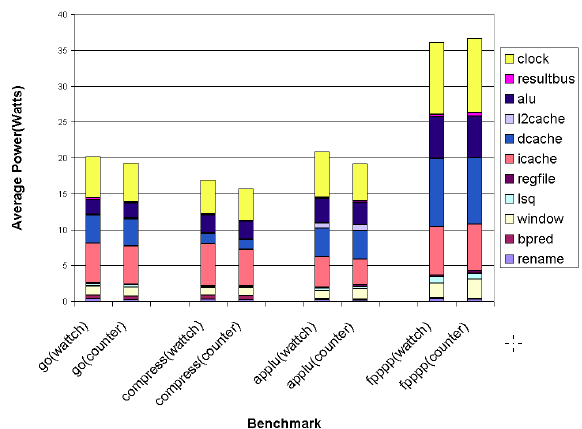 40
35
30
25
20
15
10
5
0
Average Power(Watts)
go(wattch)
go(counter)
compress(wattch)
compress(counter)
applu(wattch)
applu(counter)
fpppp(wattch)
fpppp(counter)
Benchmark
clock
resultbus
alu
l2cache
dcache
icache
regfile
lsq
window
bpred
rename